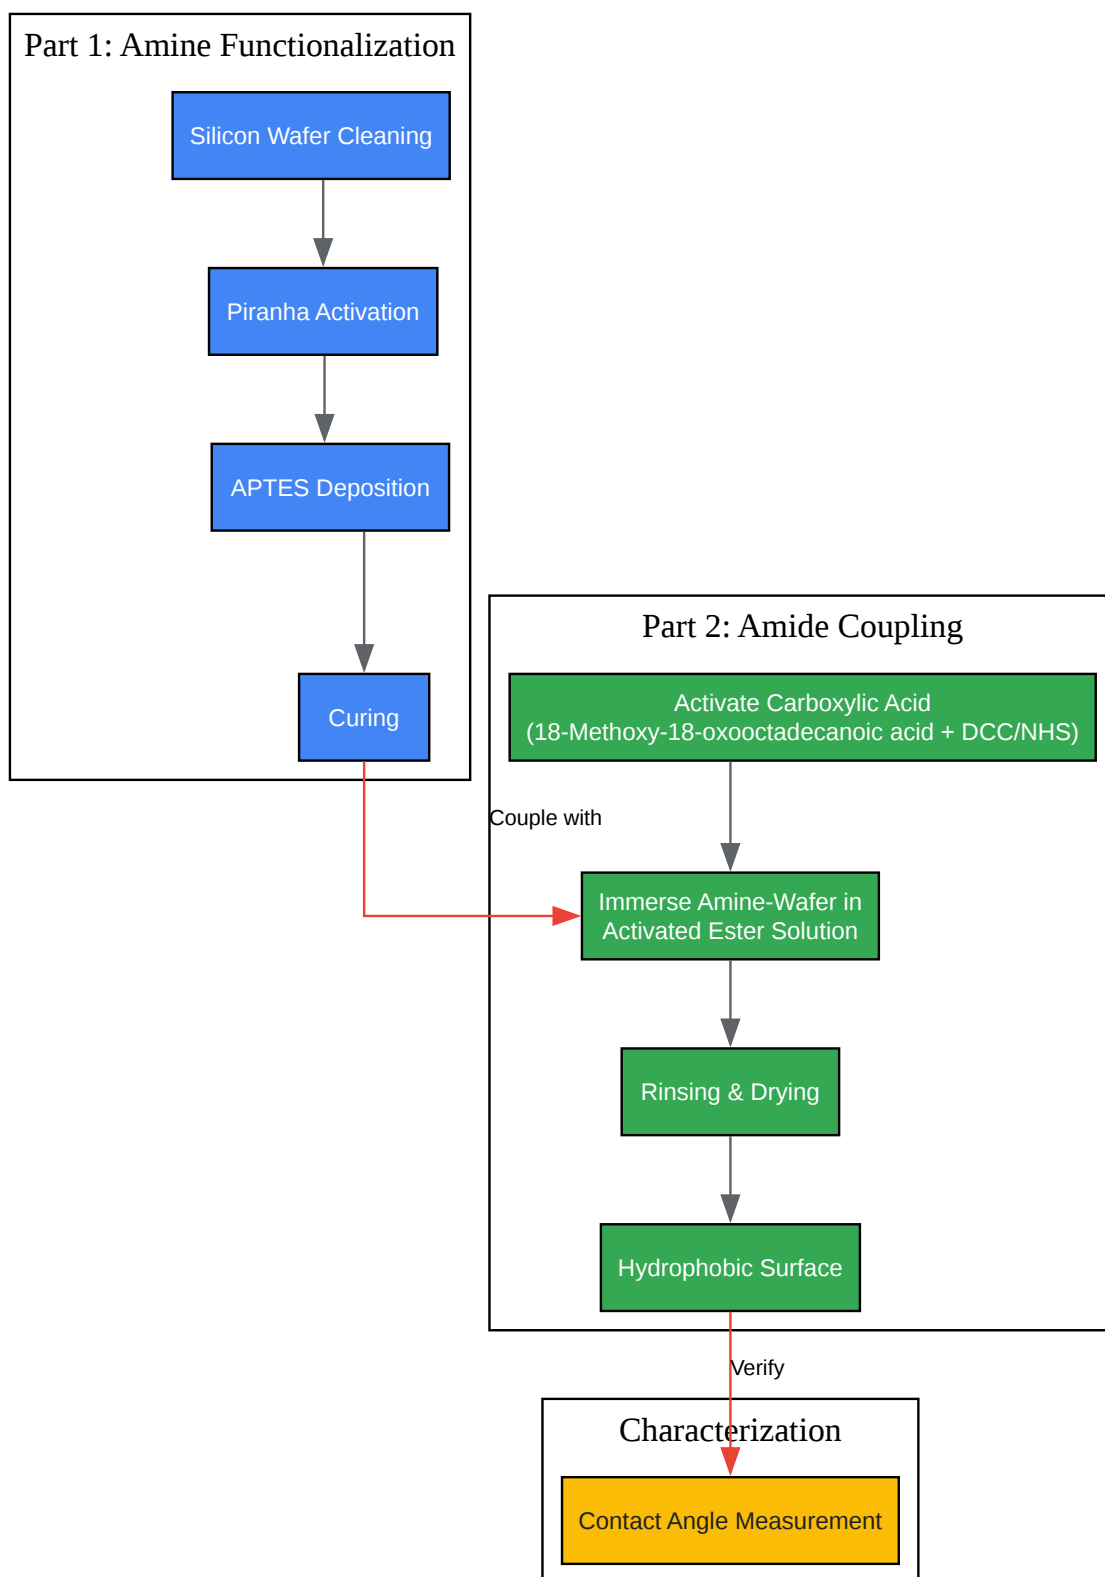 Part 1: Amine Functionalization
Silicon Wafer Cleaning
Piranha Activation
APTES Deposition
Curing
Part 2: Amide Coupling
Activate Carboxylic Acid
(18-Methoxy-18-oxooctadecanoic acid + DCC/NHS)
Couple with
Immerse Amine-Wafer in
Activated Ester Solution
Rinsing & Drying
Hydrophobic Surface
Verify
Characterization
Contact Angle Measurement